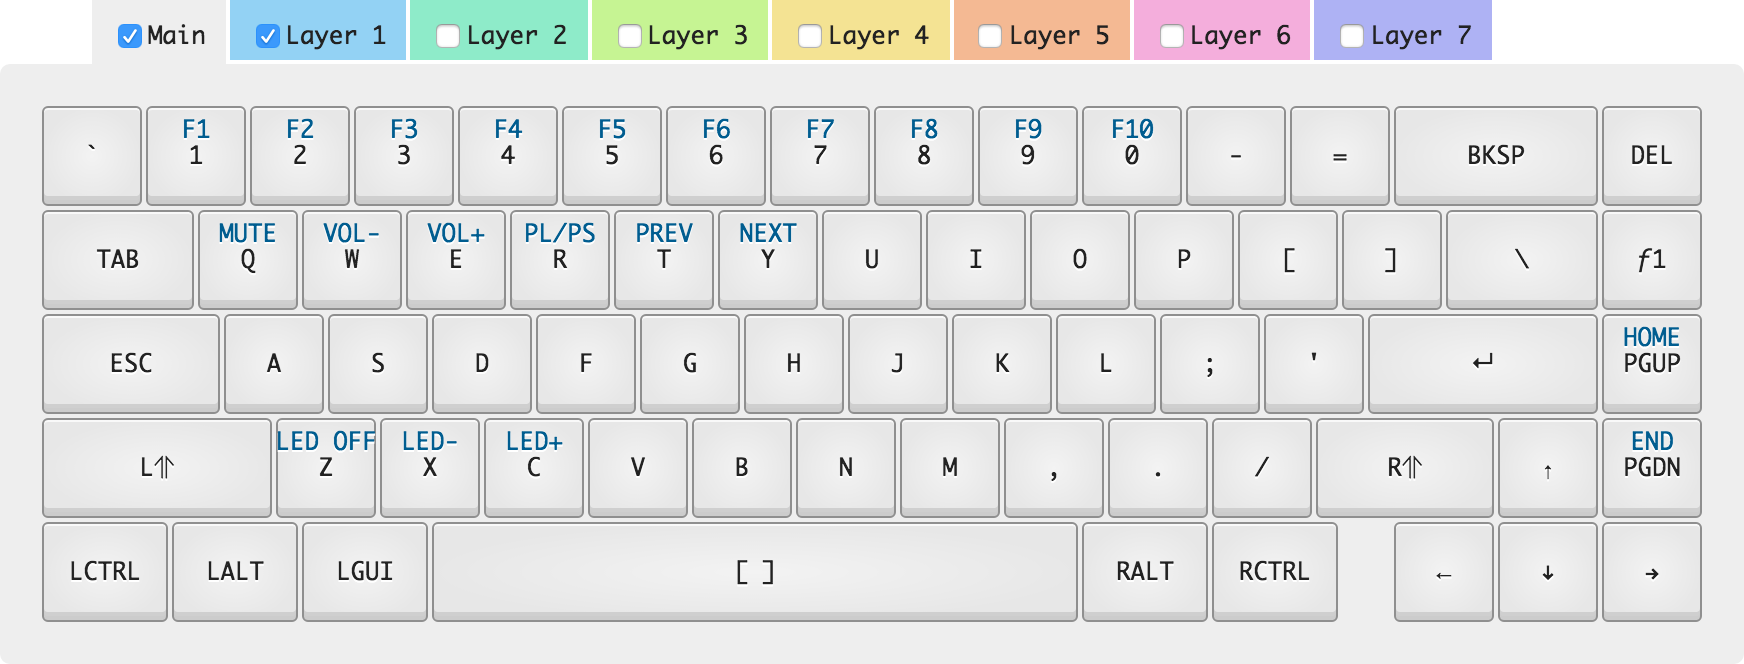 Main Layer 1 Layer 2 Layer 3 Layer 4 Layer 5 Layer 6 Layer 7
F1 F2 F3 F4 F5 F6 F7 F8 F9 F10
` 1 2 3 4 5 6 7 8 9 0 - = BKSP DEL
MUTE VOL- VOL+ PL/PS PREV NEXT
TAB Q W E R T Y U I O P [ ] \ ƒ1
HOME
ESC A S D F G H J K L ; ' ↵ PGUP
LED OFF LED- LED+ END
L⥮ Z X C V B N M , . / R⥮ ↑ PGDN
LCTRL LALT LGUI [ ] RALT RCTRL ← ↓ →